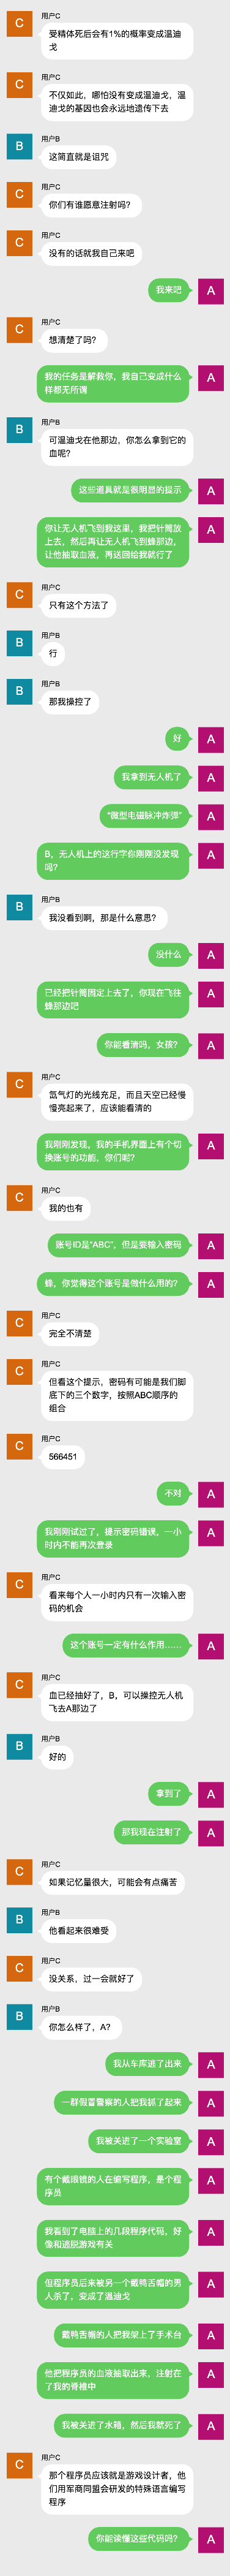 C
用户C
受精体死后会有1%的概率变成温迪
戈
C
用户C
不仅如此，哪怕没有变成温迪戈，温
迪戈的基因也会永远地遗传下去
B
用户B
这简直就是诅咒
C
用户C
你们有谁愿意注射吗？
C
用户C
没有的话就我自己来吧
我来吧
A
C
用户C
想清楚了吗？
我的任务是解救你，我自己变成什么
样都无所谓
A
B
用户B
可温迪戈在他那边，你怎么拿到它的
血呢？
这些道具就是很明显的提示
A
你让无人机飞到我这里，我把针筒放
上去，然后再让无人机飞到蜂那边，
让他抽取血液，再送回给我就行了
A
C
用户C
只有这个方法了
B
用户B
行
B
用户B
那我操控了
好
A
我拿到无人机了
A
“微型电磁脉冲炸弹”
A
B，无人机上的这行字你刚刚没发现
吗？
A
B
用户B
我没看到啊，那是什么意思？
没什么
A
已经把针筒固定上去了，你现在飞往
蜂那边吧
A
你能看清吗，女孩？
A
C
用户C
氙气灯的光线充足，而且天空已经慢
慢亮起来了，应该能看清的
我刚刚发现，我的手机界面上有个切
换账号的功能，你们呢？
A
C
用户C
我的也有
账号ID是“ABC”，但是要输入密码
A
蜂，你觉得这个账号是做什么用的？
A
C
用户C
完全不清楚
C
用户C
但看这个提示，密码有可能是我们脚
底下的三个数字，按照ABC顺序的
组合
C
用户C
566451
不对
A
我刚刚试过了，提示密码错误，一小
时内不能再次登录
A
C
用户C
看来每个人一小时内只有一次输入密
码的机会
这个账号一定有什么作用……
A
C
用户C
血已经抽好了，B，可以操控无人机
飞去A那边了
B
用户B
好的
拿到了
A
那我现在注射了
A
C
用户C
如果记忆量很大，可能会有点痛苦
B
用户B
他看起来很难受
C
用户C
没关系，过一会就好了
B
用户B
你怎么样了，A？
我从车库逃了出来
A
一群假冒警察的人把我抓了起来
A
我被关进了一个实验室
A
有个戴眼镜的人在编写程序，是个程
序员
A
我看到了电脑上的几段程序代码，好
像和逃脱游戏有关
A
但程序员后来被另一个戴鸭舌帽的男
人杀了，变成了温迪戈
A
戴鸭舌帽的人把我架上了手术台
A
他把程序员的血液抽取出来，注射在
了我的脊椎中
A
我被关进了水箱，然后我就死了
A
C
用户C
那个程序员应该就是游戏设计者，他
们用军商同盟会研发的特殊语言编写
程序
你能读懂这些代码吗？
A